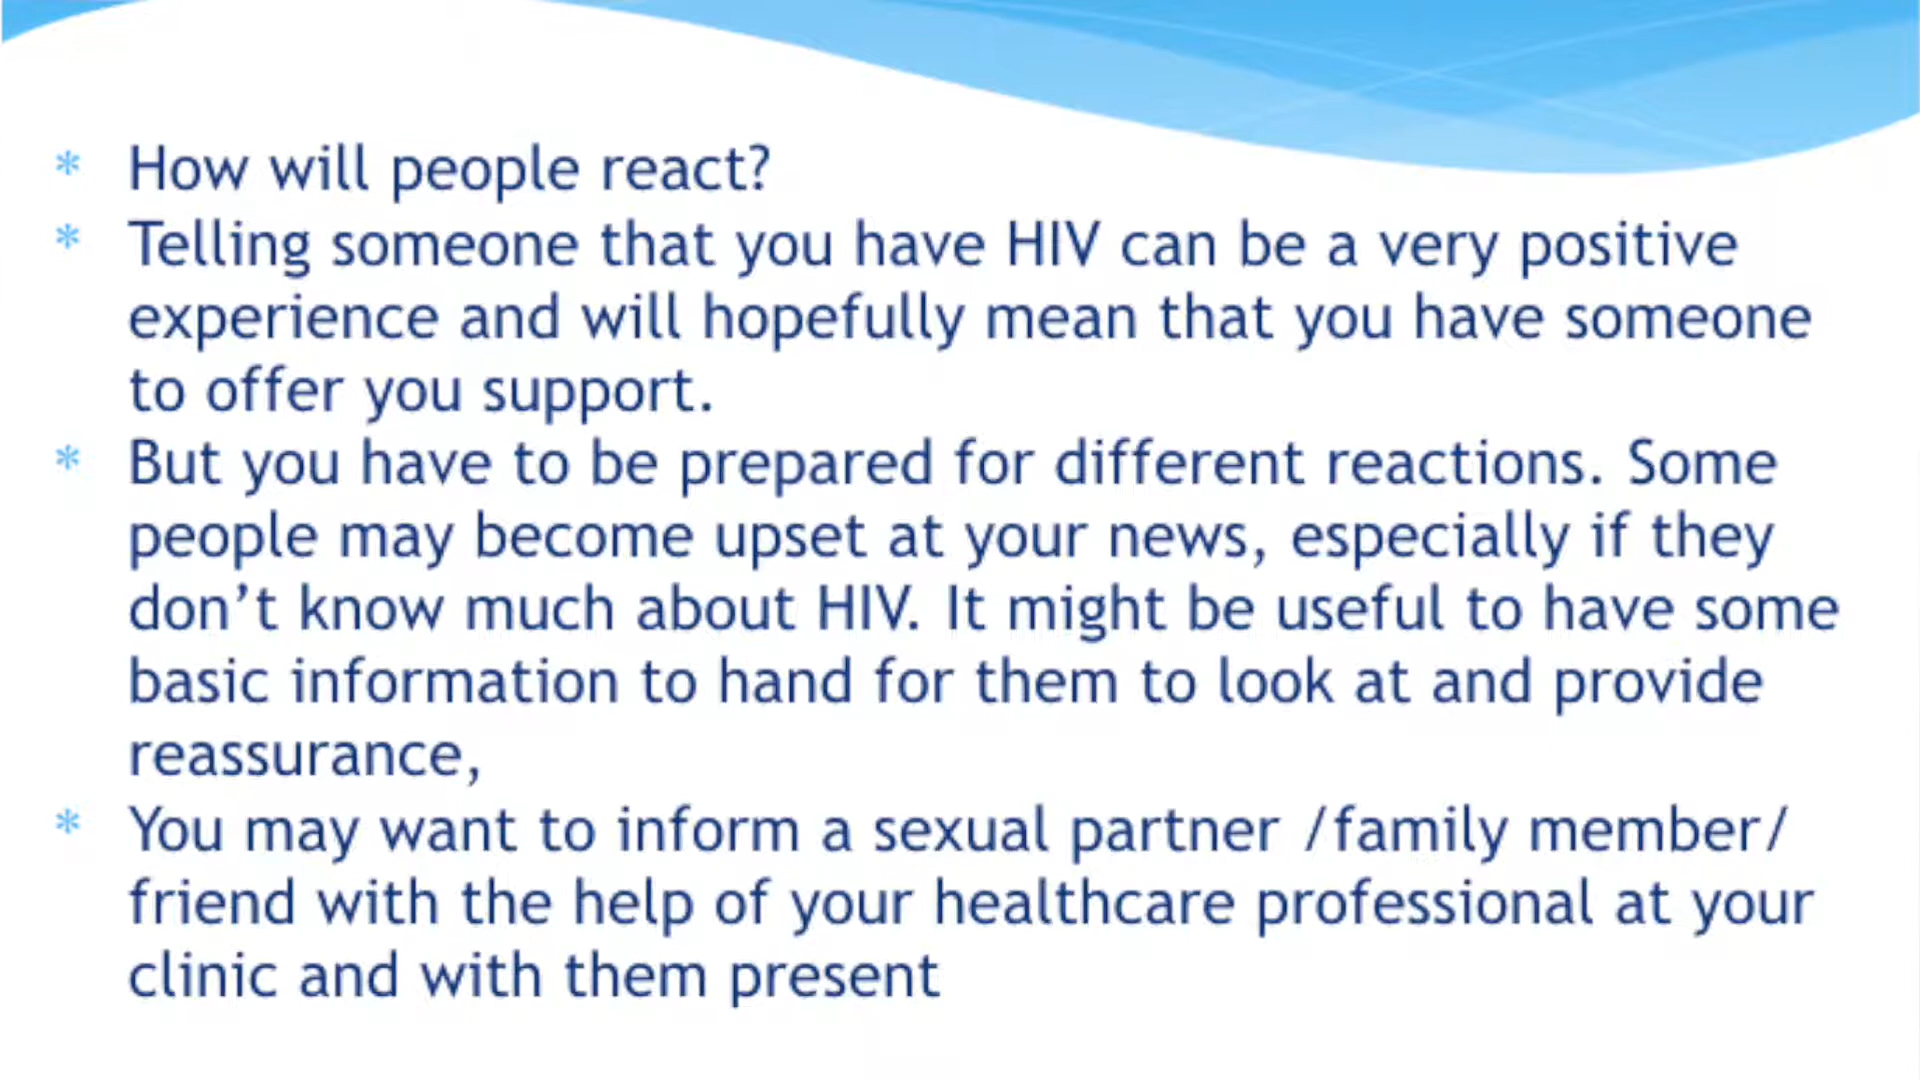 * How will people react?
* Telling someone that you have HIV can be a very positive
experience and will hopefully mean that you have someone
to offer you support.
* But you have to be prepared for different reactions. Some
people may become upset at your news, especially if they
don’t know much about HIV. It might be useful to have some
basic information to hand for them to look at and provide
reassurance,
* You may want to inform a sexual partner /family member/
friend with the help of your healthcare professional at your
clinic and with them present